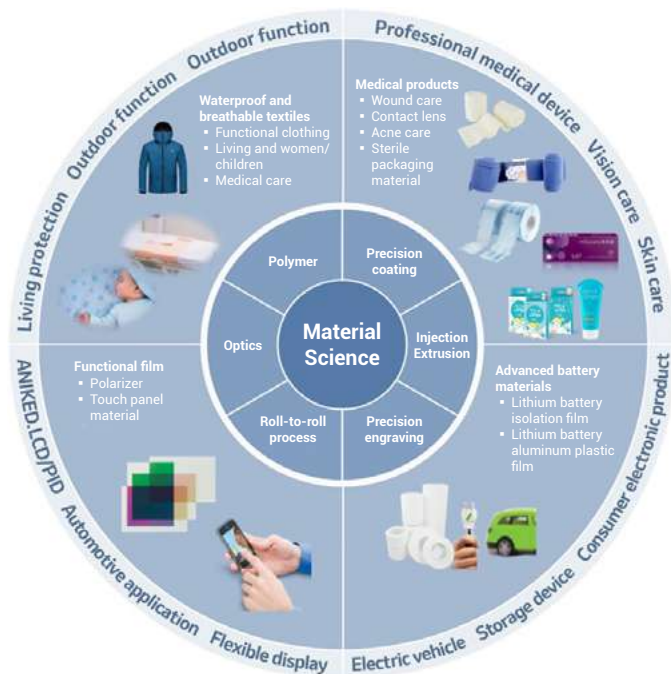 Outdoor function
Outdoor function
Living protection
Professional medical device
Vision care
Skin care
Waterproof and
breathable textiles
▪ Functional clothing
▪ Living and women/
children
▪ Medical care
Medical products
▪ Wound care
▪ Contact lens
▪ Acne care
▪ Sterile
packaging
material
Polymer
Precision
coating
Optics
Material
Science
Injection
Extrusion
Roll-to-roll
process
Precision
engraving
Functional film
▪ Polarizer
▪ Touch panel
material
Advanced battery
materials
▪ Lithium battery
isolation film
▪ Lithium battery
aluminum plastic
film
ANIKED.LCD/PID
Automotive application
Flexible display
Electric vehicle
Storage device
Consumer electronic product